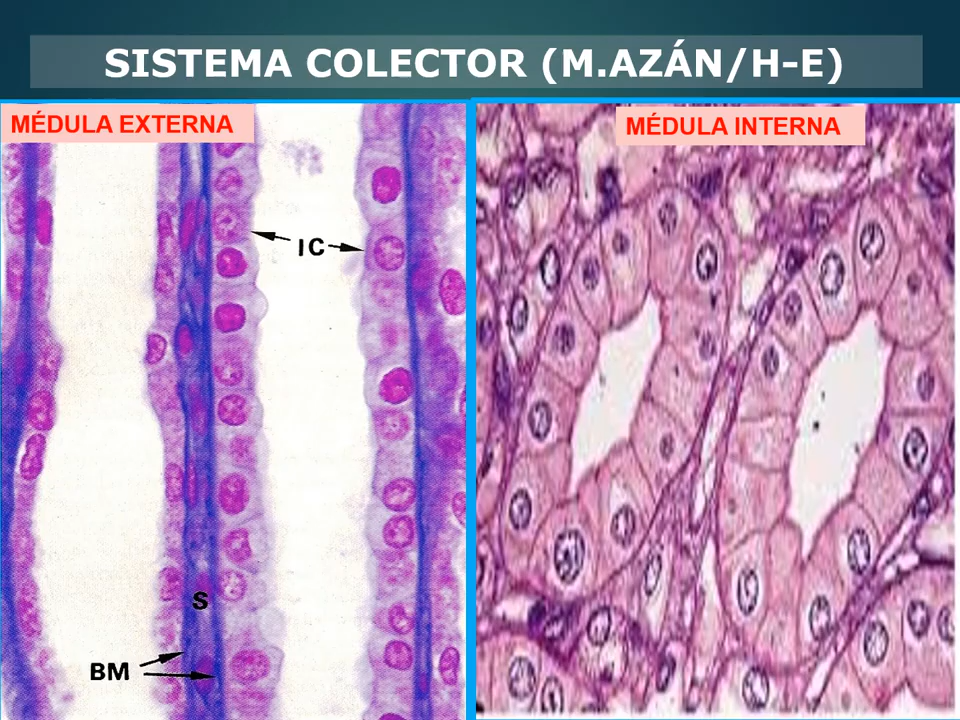 SISTEMA COLECTOR (M.AZÁN/H-E)
MÉDULA EXTERNA
MÉDULA INTERNA
IC
S
BM